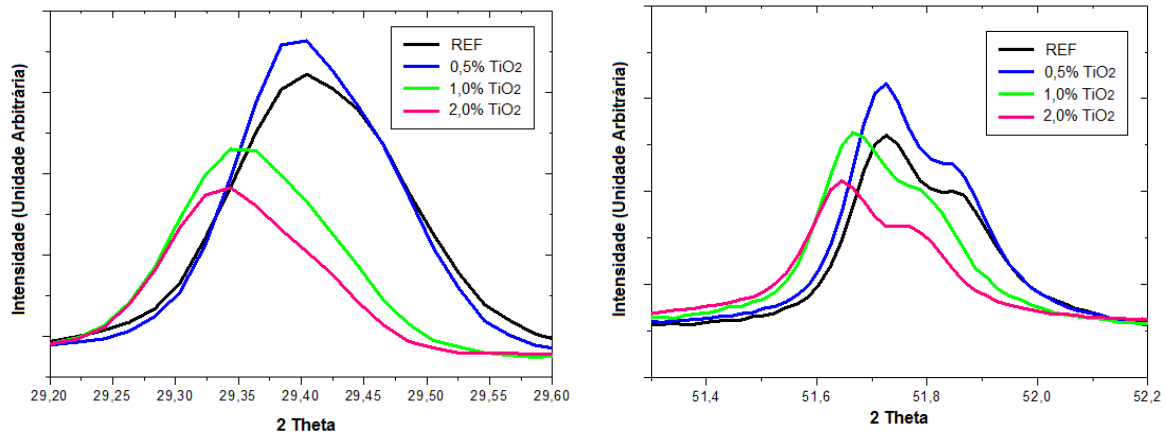 Intensidade (Unidade Arbitrária)
REF
0,5% TiO2
1,0% TiO2
2,0% TiO2
29,20 29,25 29,30 29,35 29,40 29,45 29,50 29,55 29,60
2 Theta
Intensidade (Unidade Arbitrária)
REF
0,5% TiO2
1,0% TiO2
2,0% TiO2
51,4 51,6 51,8 52,0 52,2
2 Theta